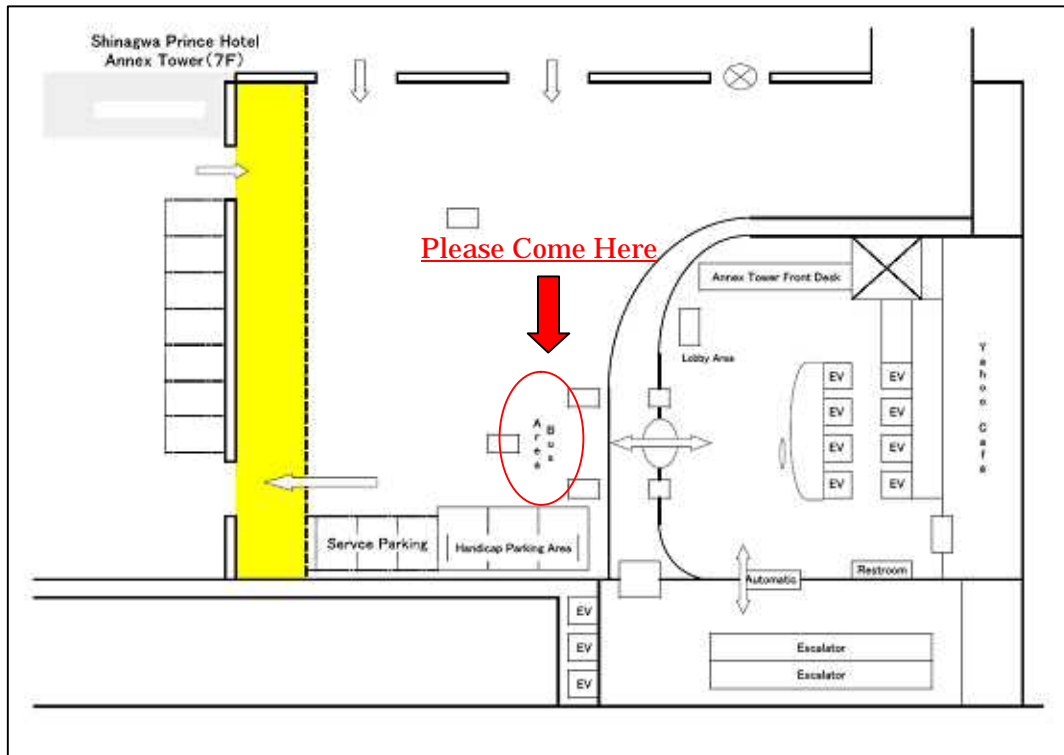 Shinagwa Prince Hotel
Annex Tower(7F)
Please Come Here
Annex Tower Front Desk
Lobby Area
EV
EV
EV
EV
EV
EV
EV
EV
Yahoo Cafe
Bus
Area
Servce Parking
Handicap Parking Area
Automatic
Restroom
EV
EV
EV
Escalator
Escalator